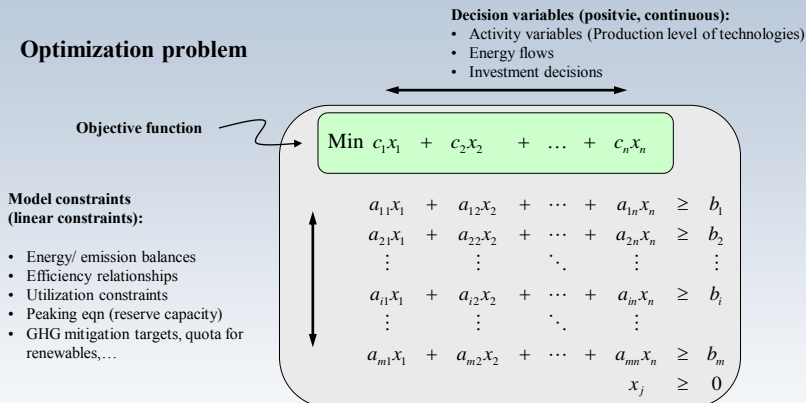 Optimization problem
Decision variables (positvie, continuous):
• Activity variables (Production level of technologies)
• Energy flows
• Investment decisions
Objective function
Min c₁x₁ + c₂x₂ + … + cₙxₙ
Model constraints
(linear constraints):
• Energy/ emission balances
• Efficiency relationships
• Utilization constraints
• Peaking eqn (reserve capacity)
• GHG mitigation targets, quota for
renewables,…
a₁₁x₁ + a₁₂x₂ + ⋯ + a₁ₙxₙ ≥ b₁
a₂₁x₁ + a₂₂x₂ + ⋯ + a₂ₙxₙ ≥ b₂
⋮ ⋮ ⋱ ⋮ ⋮
aᵢ₁x₁ + aᵢ₂x₂ + ⋯ + aᵢₙxₙ ≥ bᵢ
⋮ ⋮ ⋱ ⋮
aₘ₁x₁ + aₘ₂x₂ + ⋯ + aₘₙxₙ ≥ bₘ
xⱼ ≥ 0